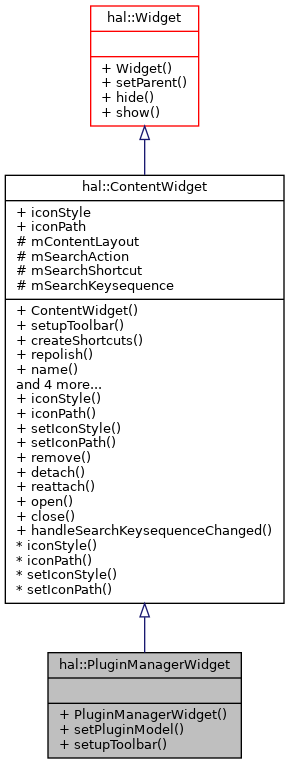 hal::Widget
+ Widget()
+ setParent()
+ hide()
+ show()
hal::ContentWidget
+ iconStyle
+ iconPath
# mContentLayout
# mSearchAction
# mSearchShortcut
# mSearchKeysequence
+ ContentWidget()
+ setupToolbar()
+ createShortcuts()
+ repolish()
+ name()
and 4 more...
+ iconStyle()
+ iconPath()
+ setIconStyle()
+ setIconPath()
+ remove()
+ detach()
+ reattach()
+ open()
+ close()
+ handleSearchKeysequenceChanged()
* iconStyle()
* iconPath()
* setIconStyle()
* setIconPath()
hal::PluginManagerWidget
+ PluginManagerWidget()
+ setPluginModel()
+ setupToolbar()